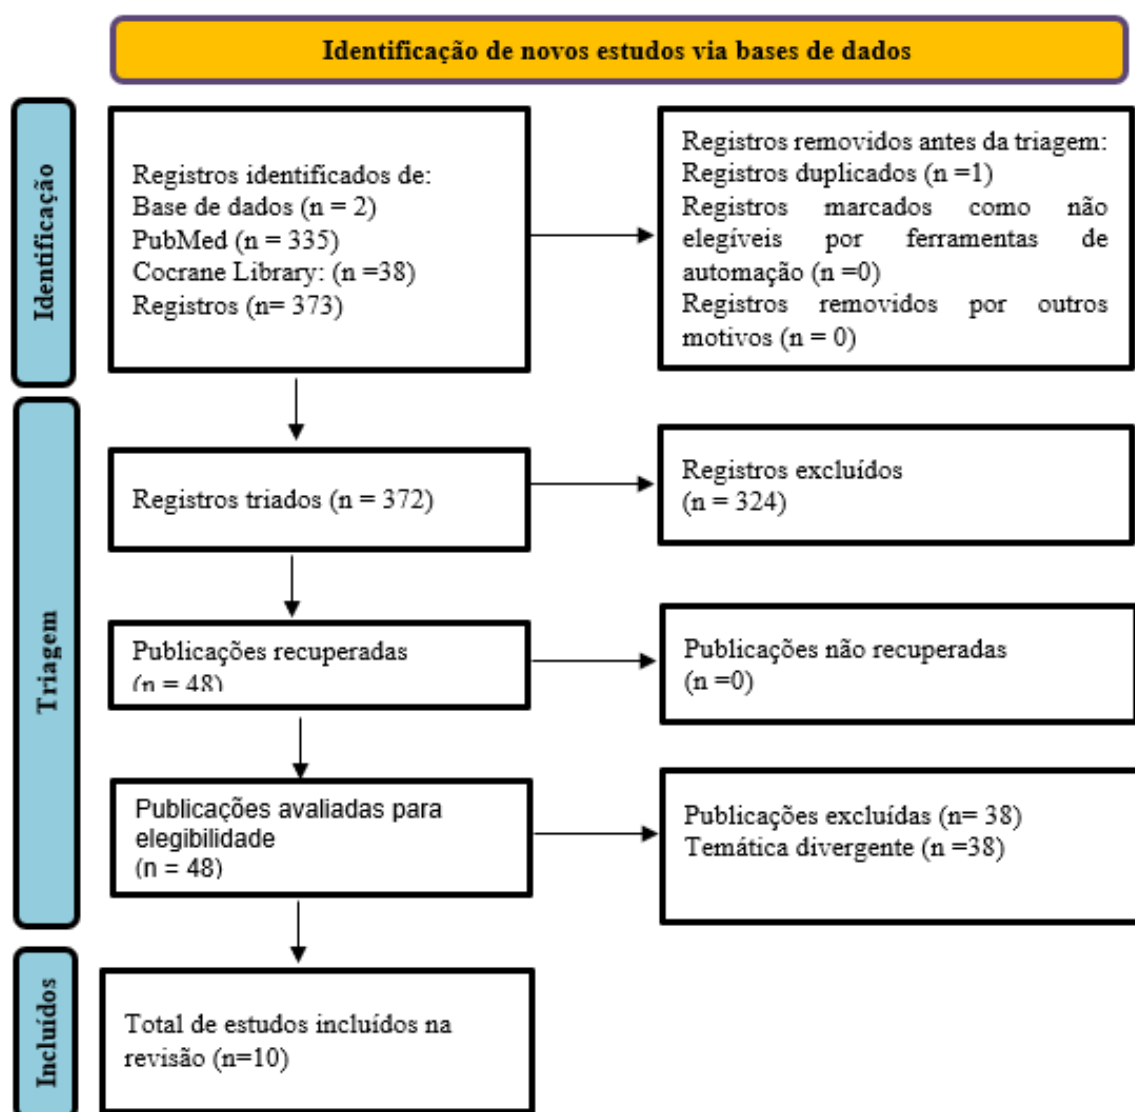 Identificação de novos estudos via bases de dados
Identificação
Registros identificados de:
Base de dados (n = 2)
PubMed (n = 335)
Cocrane Library: (n =38)
Registros (n= 373)
Registros removidos antes da triagem:
Registros duplicados (n =1)
Registros marcados como não
elegíveis por ferramentas de
automação (n =0)
Registros removidos por outros
motivos (n = 0)
Triagem
Registros triados (n = 372)
Registros excluídos
(n = 324)
Publicações recuperadas
(n = 48)
Publicações não recuperadas
(n =0)
Publicações avaliadas para
elegibilidade
(n = 48)
Publicações excluídas (n= 38)
Temática divergente (n =38)
Incluídos
Total de estudos incluídos na
revisão (n=10)